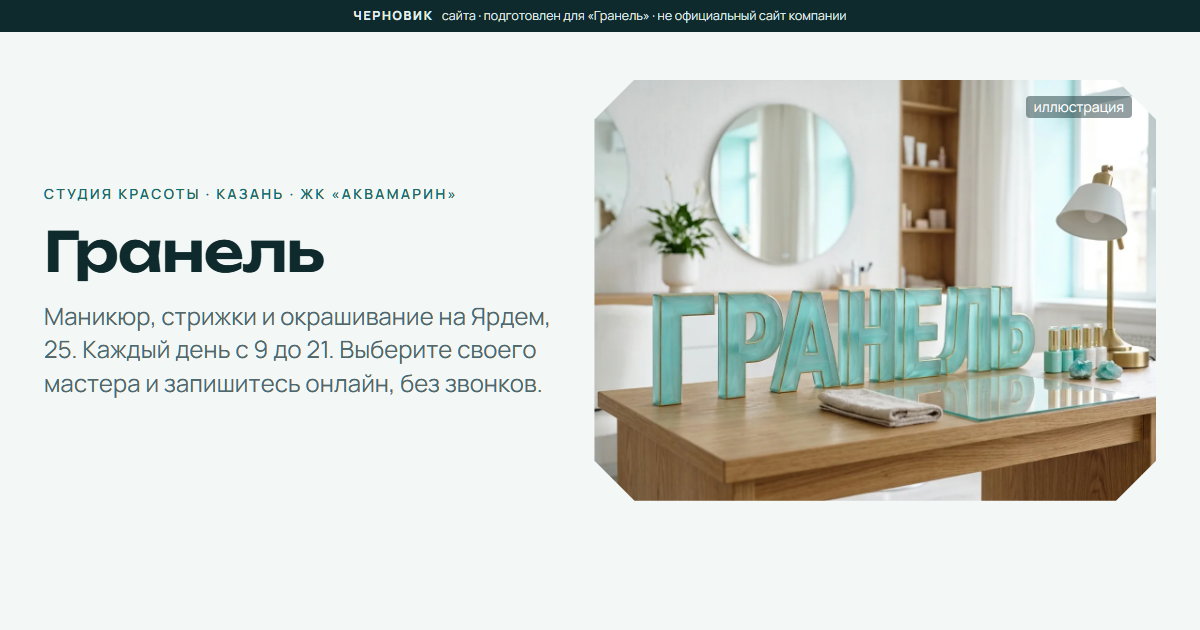 ЧЕРНОВИК сайта · подготовлен для «Гранель» · не официальный сайт компании
СТУДИЯ КРАСОТЫ · КАЗАНЬ · ЖК «АКВАМАРИН»
Гранель
Маникюр, стрижки и окрашивание на Ярдем,
25. Каждый день с 9 до 21. Выберите своего
мастера и запишитесь онлайн, без звонков.
иллюстрация
ГРАНЕЛЬ